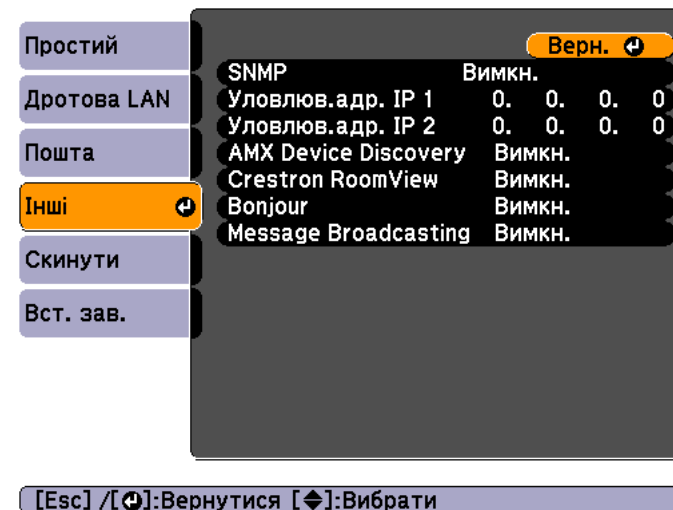 Простий
Дротова LAN
Пошта
Інші
Скинути
Вст. зав.
Верн.
SNMP Вимкн.
Уловлюв.адр. IP 1 0. 0. 0. 0
Уловлюв.адр. IP 2 0. 0. 0. 0
AMX Device Discovery Вимкн.
Crestron RoomView Вимкн.
Bonjour Вимкн.
Message Broadcasting Вимкн.
[Esc] /[⏎]:Вернутися [◆]:Вибрати